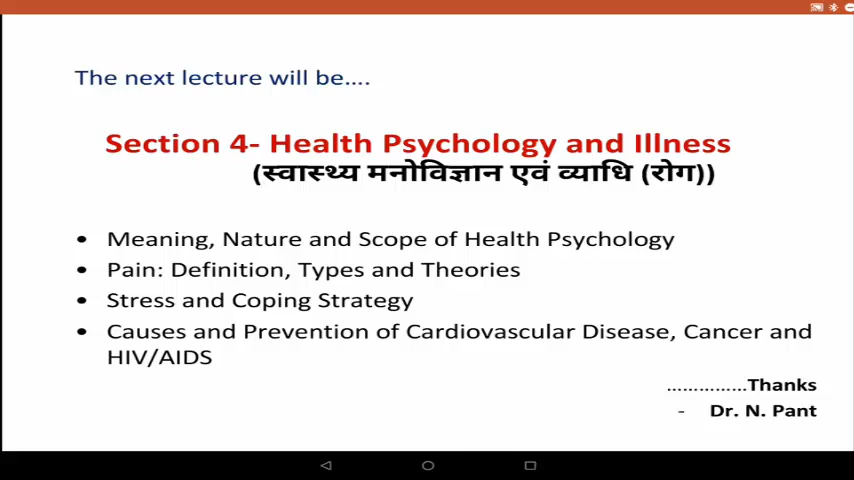 The next lecture will be....
Section 4- Health Psychology and Illness
(स्वास्थ्य मनोविज्ञान एवं व्याधि (रोग))
• Meaning, Nature and Scope of Health Psychology
• Pain: Definition, Types and Theories
• Stress and Coping Strategy
• Causes and Prevention of Cardiovascular Disease, Cancer and
HIV/AIDS
...............Thanks
- Dr. N. Pant